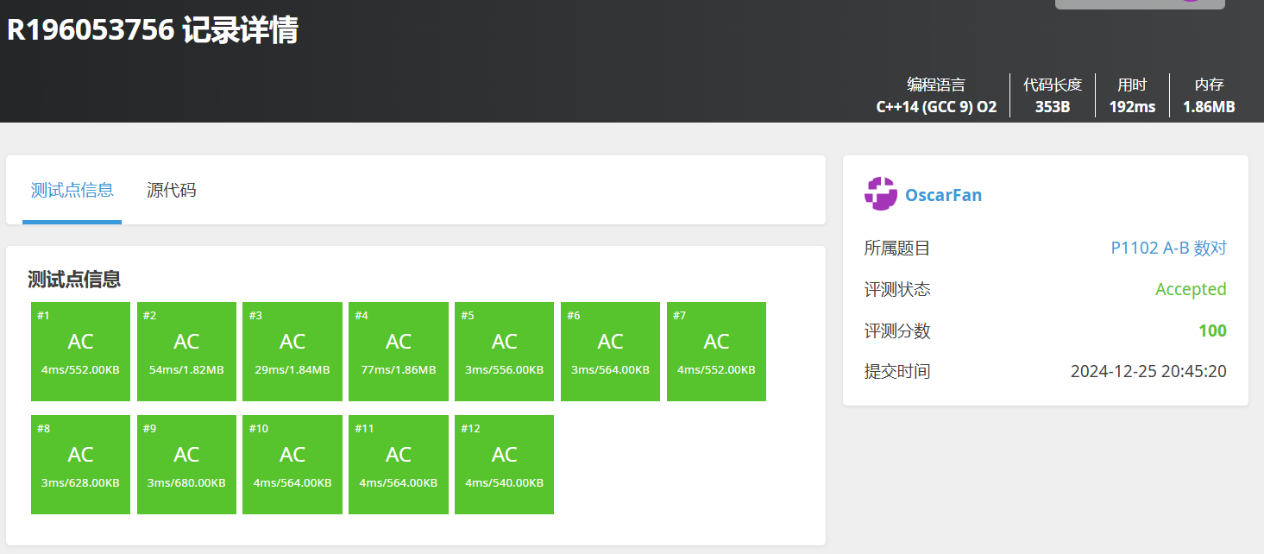 R196053756 记录详情
编程语言 代码长度 用时 内存
C++14 (GCC 9) O2 353B 192ms 1.86MB
测试点信息 源代码
测试点信息
#1 #2 #3 #4 #5 #6 #7
AC AC AC AC AC AC AC
4ms/552.00KB 54ms/1.82MB 29ms/1.84MB 77ms/1.86MB 3ms/556.00KB 3ms/564.00KB 4ms/552.00KB
#8 #9 #10 #11 #12
AC AC AC AC AC
3ms/628.00KB 3ms/680.00KB 4ms/564.00KB 4ms/564.00KB 4ms/540.00KB
OscarFan
所属题目 P1102 A-B 数对
评测状态 Accepted
评测分数 100
提交时间 2024-12-25 20:45:20